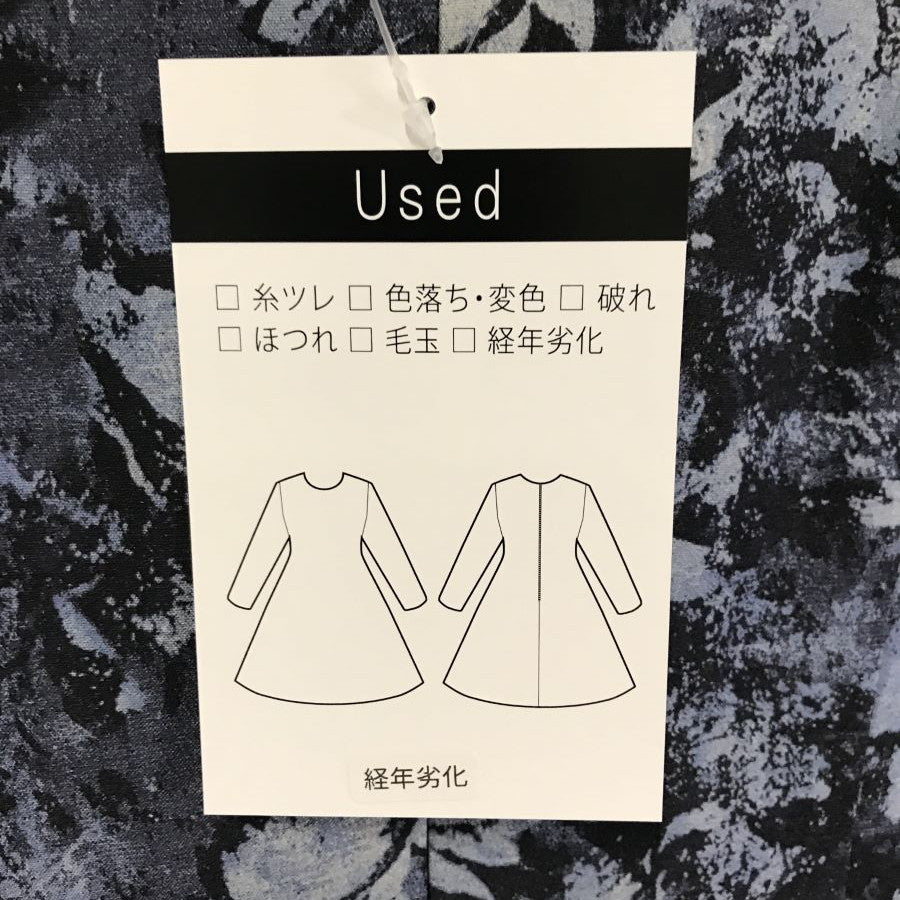 Used
□ 糸ツレ □ 色落ち・変色 □ 破れ
□ ほつれ □ 毛玉 □ 経年劣化
経年劣化